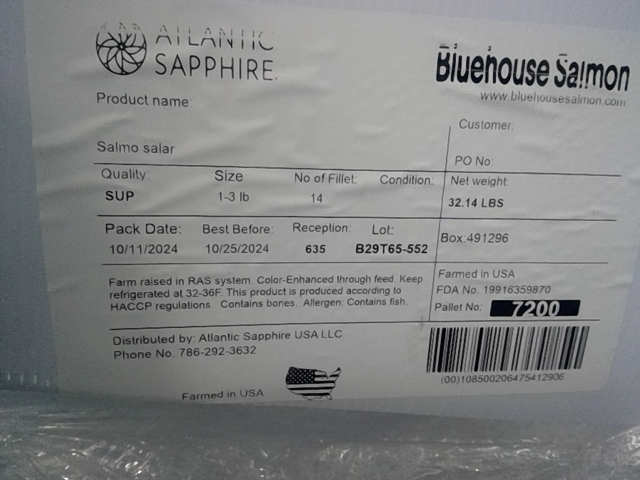 ATLANTIC
SAPPHIRE.
Bluehouse Salmon
www.bluehousesalmon.com
Product name:
Salmo salar
Customer:
PO No:
Quality: Size No of Fillet: Condition: Net weight:
SUP 1-3 lb 14 32.14 LBS
Pack Date: Best Before: Reception: Lot: Box:491296
10/11/2024 10/25/2024 635 B29T65-552
Farm raised in RAS system. Color-Enhanced through feed. Keep
refrigerated at 32-36F. This product is produced according to
HACCP regulations. Contains bones. Allergen: Contains fish.
Farmed in USA
FDA No. 19916359870
Pallet No: 7200
Distributed by: Atlantic Sapphire USA LLC
Phone No. 786-292-3632
Farmed in USA
(00)108500206475412906